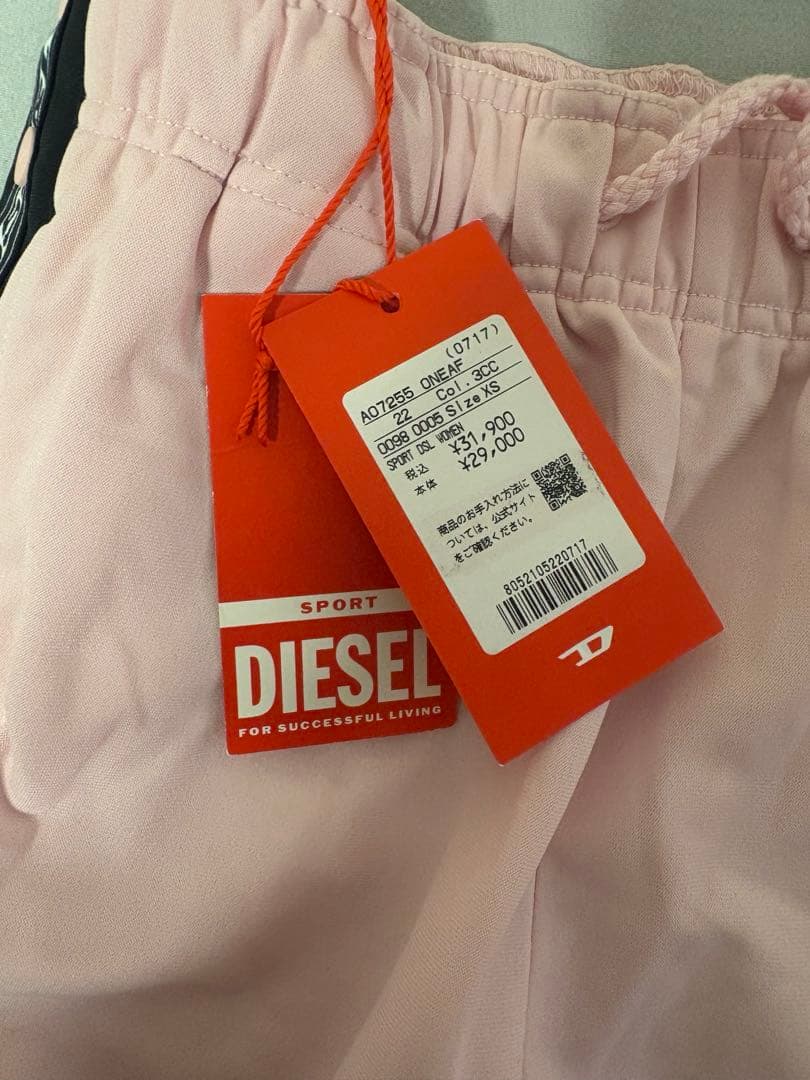 (0717)
A07255 0NEAF
22 Col.3CC
0098 0005 Size XS
SPORT DSL WOMEN
税込 ¥31,900
本体 ¥29,000
商品のお手入れ方法に
ついては、公式サイト
をご確認ください。
8052105220717
D
SPORT
DIESEL
FOR SUCCESSFUL LIVING